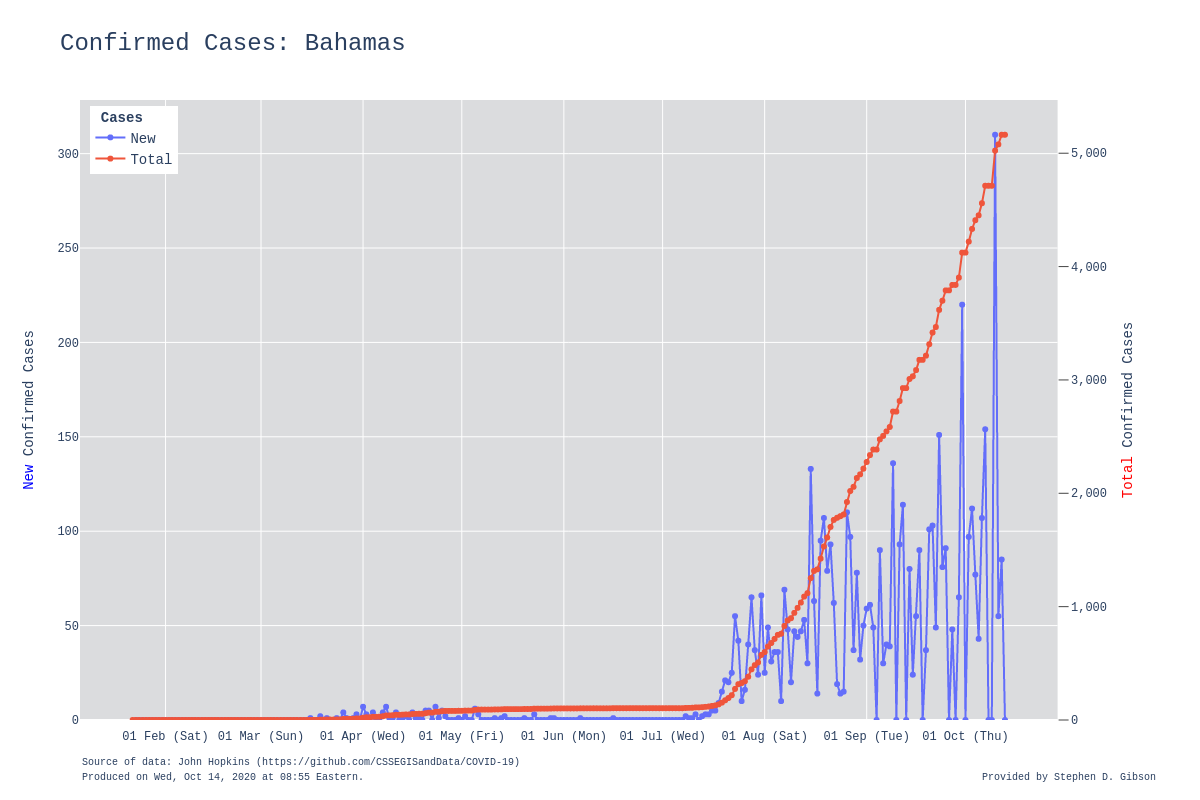 Confirmed Cases: Bahamas
Cases
New
Total
300
250
200
150
100
50
0
5,000
4,000
3,000
2,000
1,000
0
New Confirmed Cases
Total Confirmed Cases
01 Feb (Sat) 01 Mar (Sun) 01 Apr (Wed) 01 May (Fri) 01 Jun (Mon) 01 Jul (Wed) 01 Aug (Sat) 01 Sep (Tue) 01 Oct (Thu)
Source of data: John Hopkins (https://github.com/CSSEGISandData/COVID-19)
Produced on Wed, Oct 14, 2020 at 08:55 Eastern.
Provided by Stephen D. Gibson